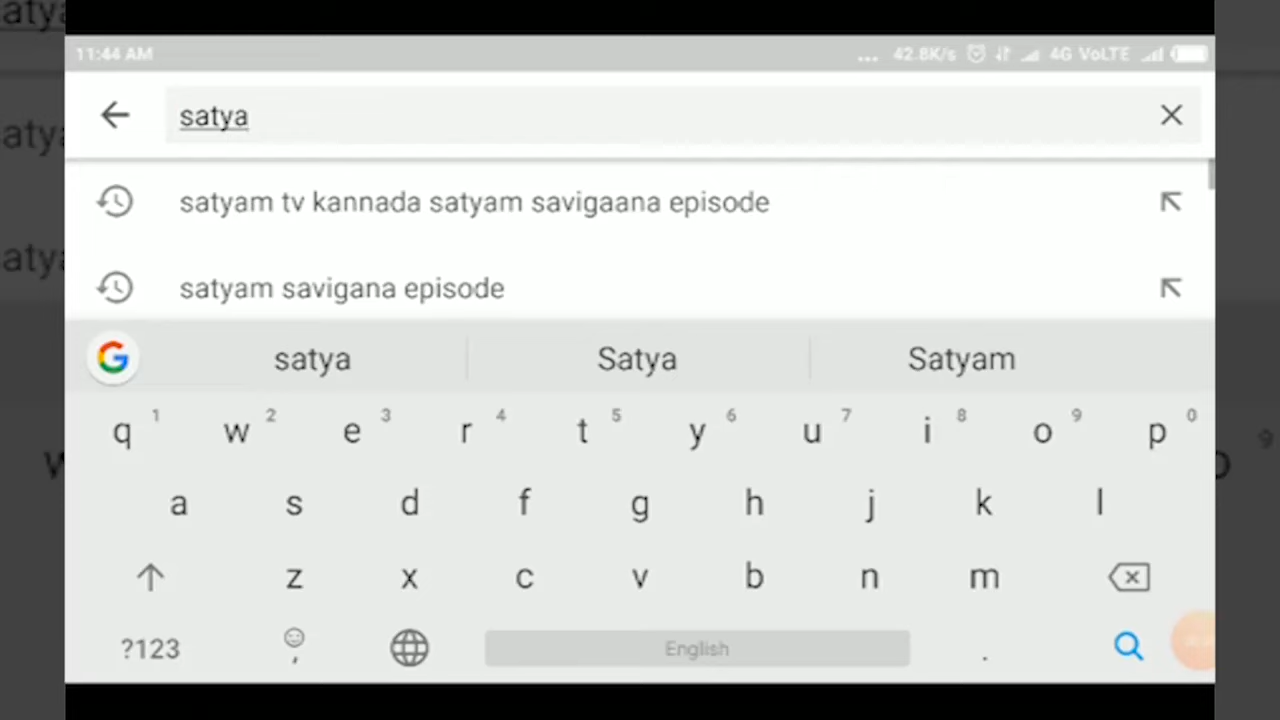 11:44 AM
... 42.8K/s 4G VoLTE
satya
satyam tv kannada satyam savigaana episode
satyam savigana episode
G satya Satya Satyam
q 1 w 2 e 3 r 4 t 5 y 6 u 7 i 8 o 9 p 0
a s d f g h j k l
z x c v b n m
?123 , English .